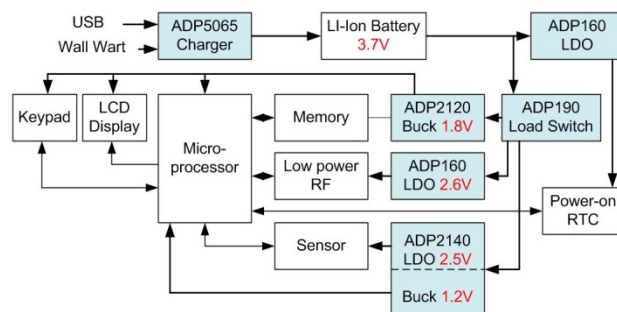 USB
Wall Wart
ADP5065
Charger
LI-Ion Battery
3.7V
ADP160
LDO
Keypad
LCD
Display
Micro-
processor
Memory
ADP2120
Buck 1.8V
ADP190
Load Switch
Low power
RF
ADP160
LDO 2.6V
Power-on
RTC
Sensor
ADP2140
LDO 2.5V
Buck 1.2V